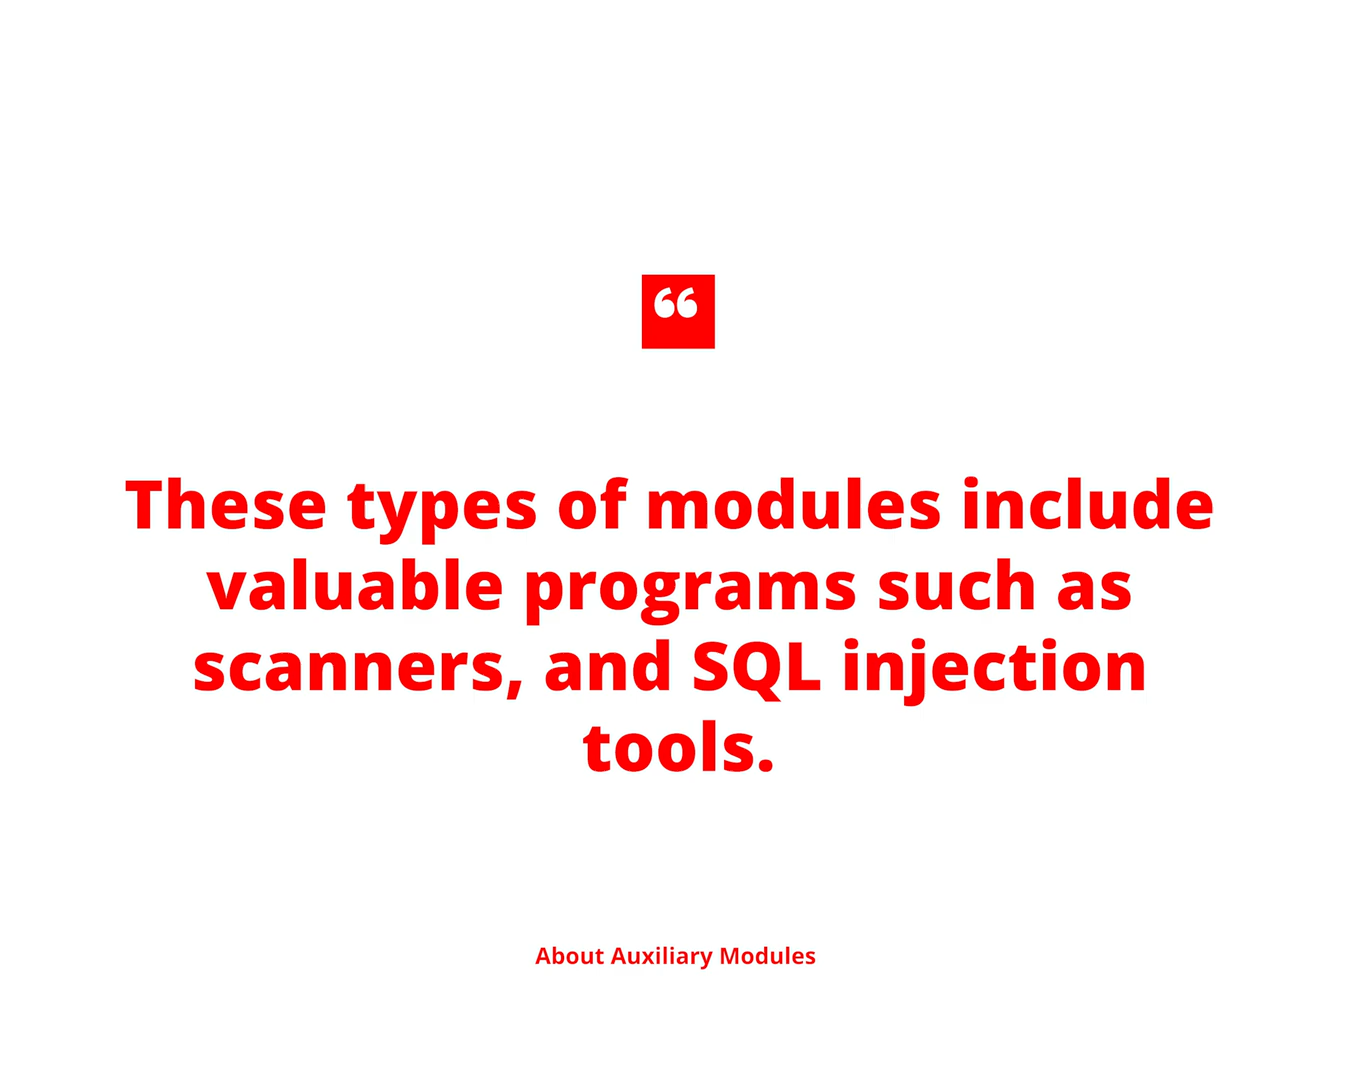 “
These types of modules include
valuable programs such as
scanners, and SQL injection
tools.
About Auxiliary Modules